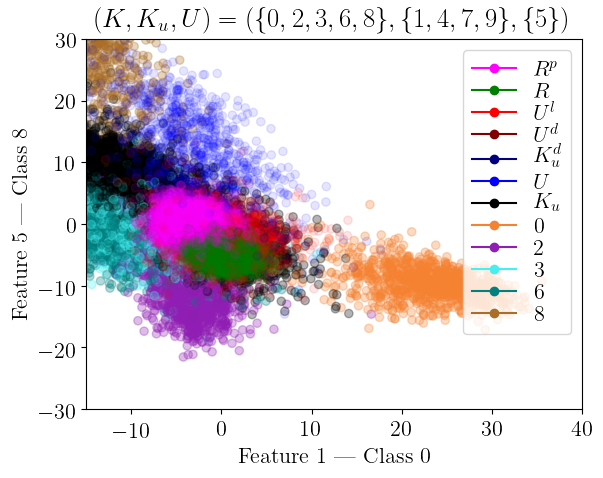 (K, K_u, U) = ({0, 2, 3, 6, 8}, {1, 4, 7, 9}, {5})
30
20
10
0
−10
−20
−30
Feature 5 — Class 8
R^p
R
U^l
U^d
K_u^d
U
K_u
0
2
3
6
8
−10 0 10 20 30 40
Feature 1 — Class 0